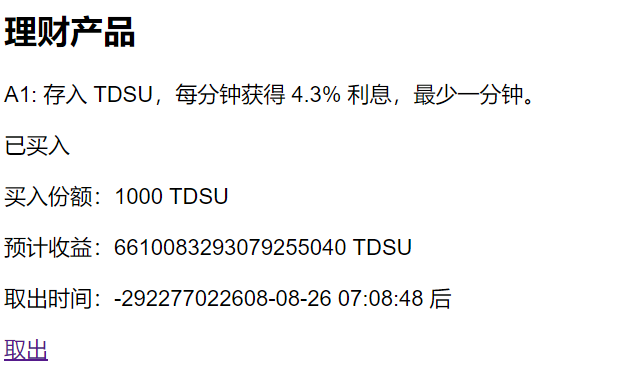 理财产品
A1: 存入 TDSU，每分钟获得 4.3% 利息，最少一分钟。
已买入
买入份额：1000 TDSU
预计收益：6610083293079255040 TDSU
取出时间：-292277022608-08-26 07:08:48 后
取出